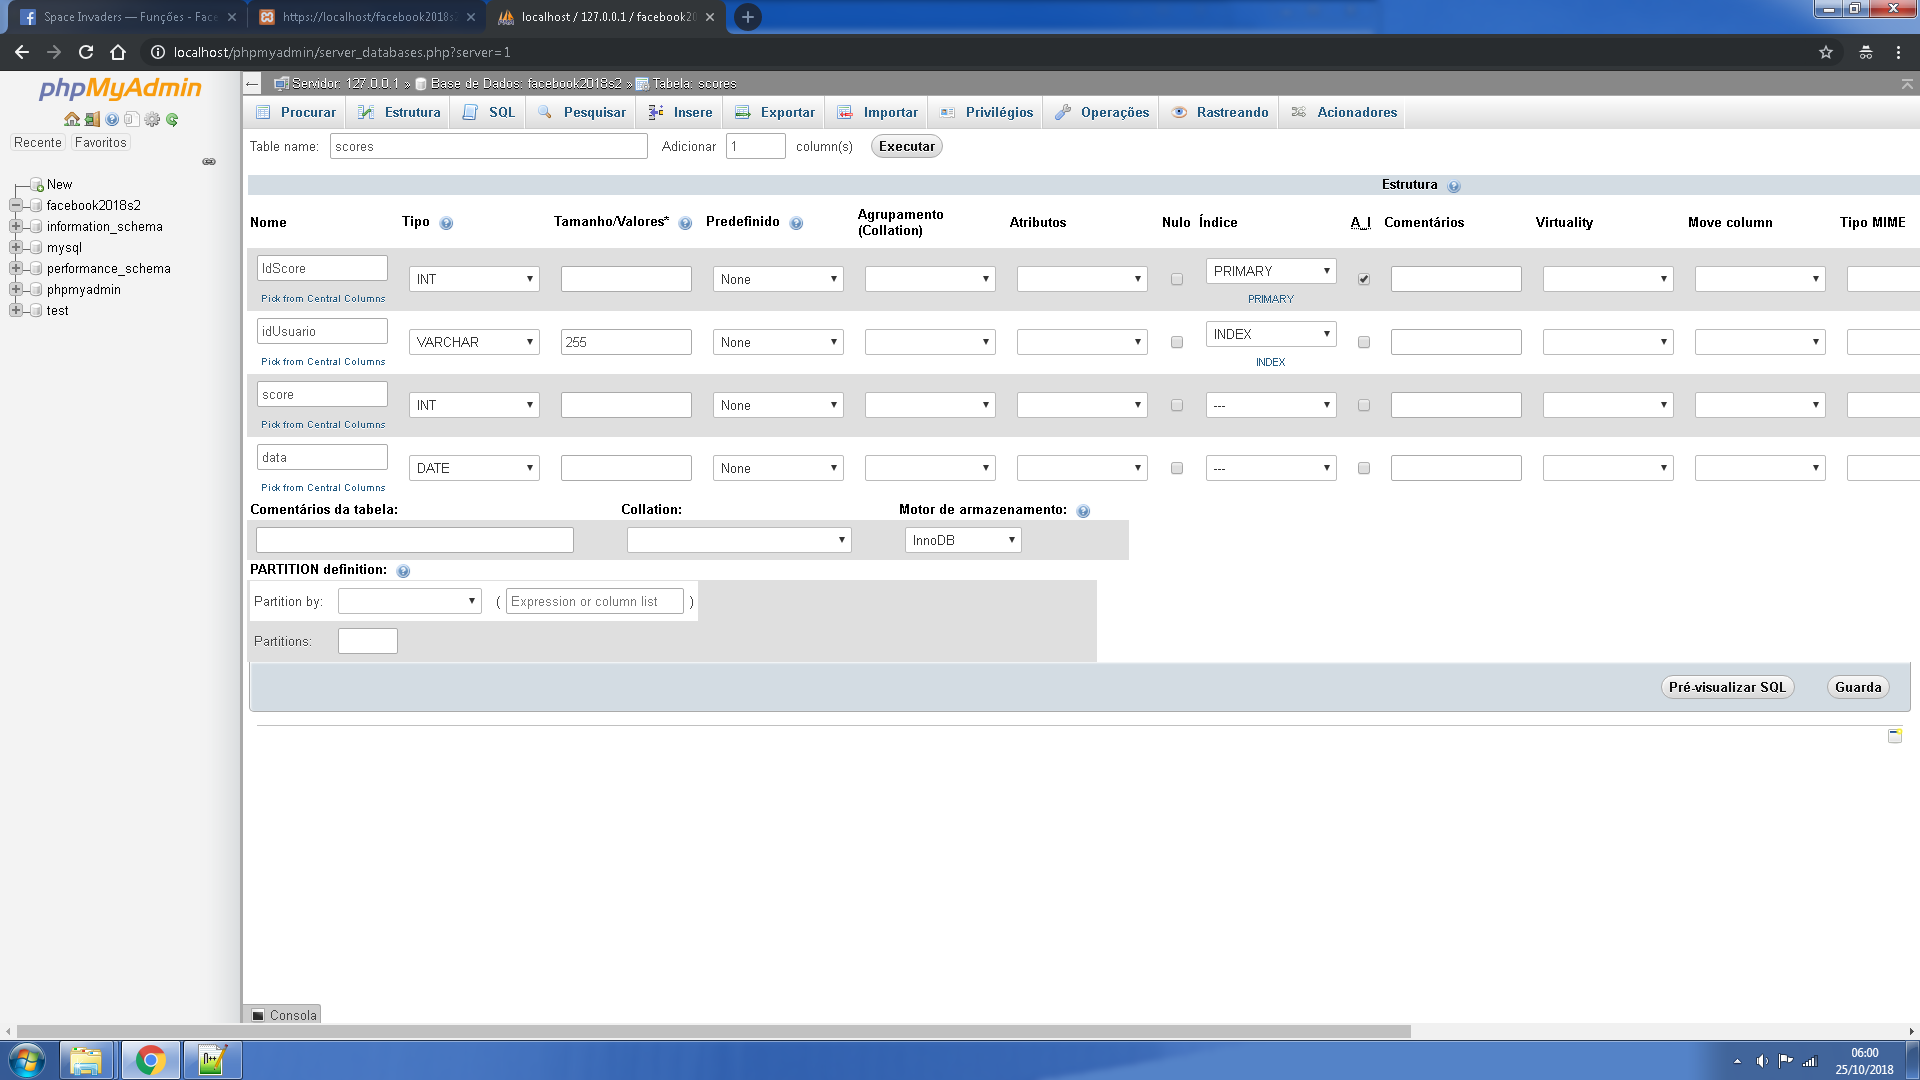 Space Invaders — Funções - Face
https://localhost/facebook2018s
localhost / 127.0.0.1 / facebook20
localhost/phpmyadmin/server_databases.php?server=1
phpMyAdmin
Recente
Favoritos
New
facebook2018s2
information_schema
mysql
performance_schema
phpmyadmin
test
Servidor: 127.0.0.1 » Base de Dados: facebook2018s2 » Tabela: scores
Procurar
Estrutura
SQL
Pesquisar
Insere
Exportar
Importar
Privilégios
Operações
Rastreando
Acionadores
Table name: scores Adicionar 1 column(s) Executar
Estrutura
Nome Tipo Tamanho/Valores* Predefinido Agrupamento (Collation) Atributos Nulo Índice A_I Comentários Virtuality Move column Tipo MIME
IdScore INT None PRIMARY
Pick from Central Columns PRIMARY
idUsuario VARCHAR 255 None INDEX
Pick from Central Columns INDEX
score INT None ---
Pick from Central Columns
data DATE None ---
Pick from Central Columns
Comentários da tabela: Collation: Motor de armazenamento:
InnoDB
PARTITION definition:
Partition by: ( Expression or column list )
Partitions:
Pré-visualizar SQL Guarda
Consola
06:00
25/10/2018